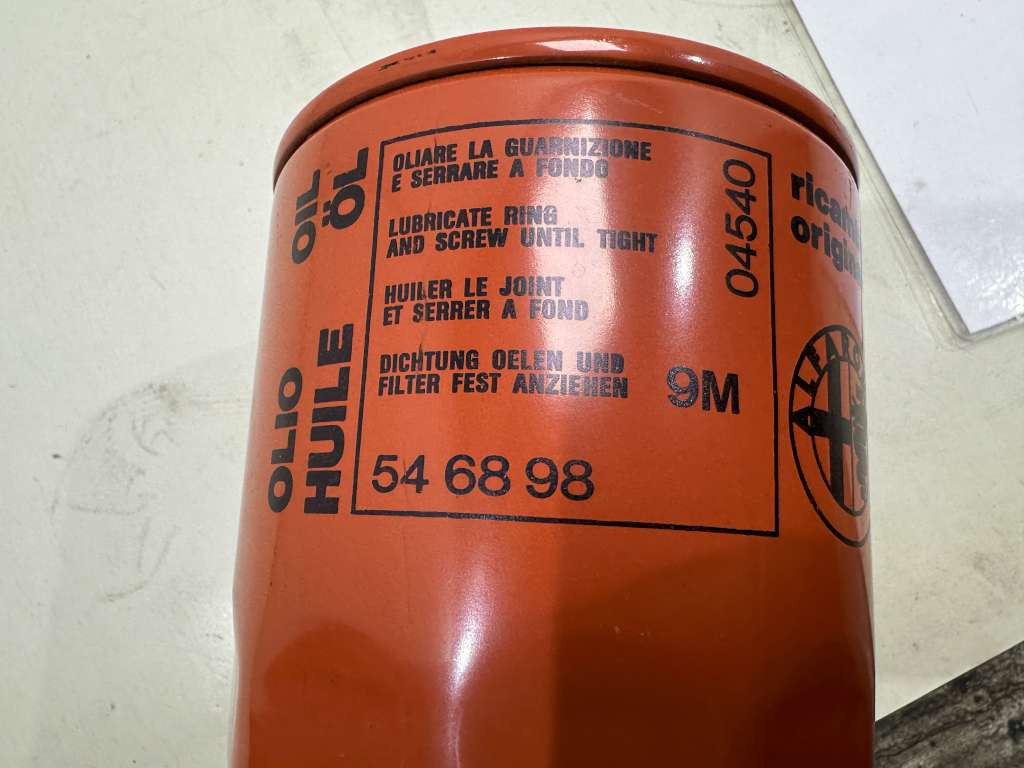 OLIO OIL
HUILE ÖL
OLIARE LA GUARNIZIONE
E SERRARE A FONDO
LUBRICATE RING
AND SCREW UNTIL TIGHT
HUILER LE JOINT
ET SERRER A FOND
DICHTUNG OELEN UND
FILTER FEST ANZIEHEN
9M
04540
54 68 98